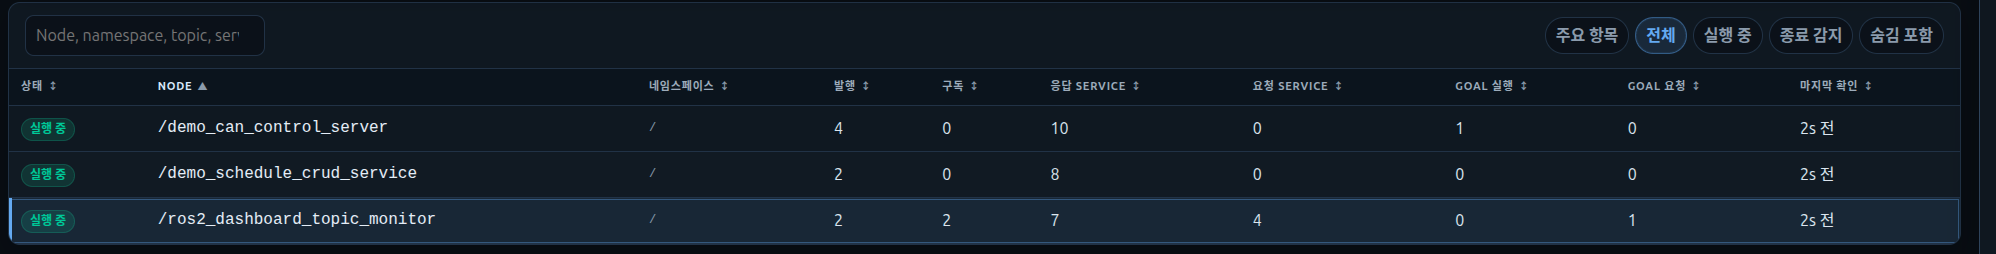 Node, namespace, topic, ser
주요 항목 전체 실행 중 종료 감지 숨김 포함
상태 ↕ NODE ▲ 네임스페이스 ↕ 발행 ↕ 구독 ↕ 응답 SERVICE ↕ 요청 SERVICE ↕ GOAL 실행 ↕ GOAL 요청 ↕ 마지막 확인 ↕
실행 중 /demo_can_control_server / 4 0 10 0 1 0 2s 전
실행 중 /demo_schedule_crud_service / 2 0 8 0 0 0 2s 전
실행 중 /ros2_dashboard_topic_monitor / 2 2 7 4 0 1 2s 전